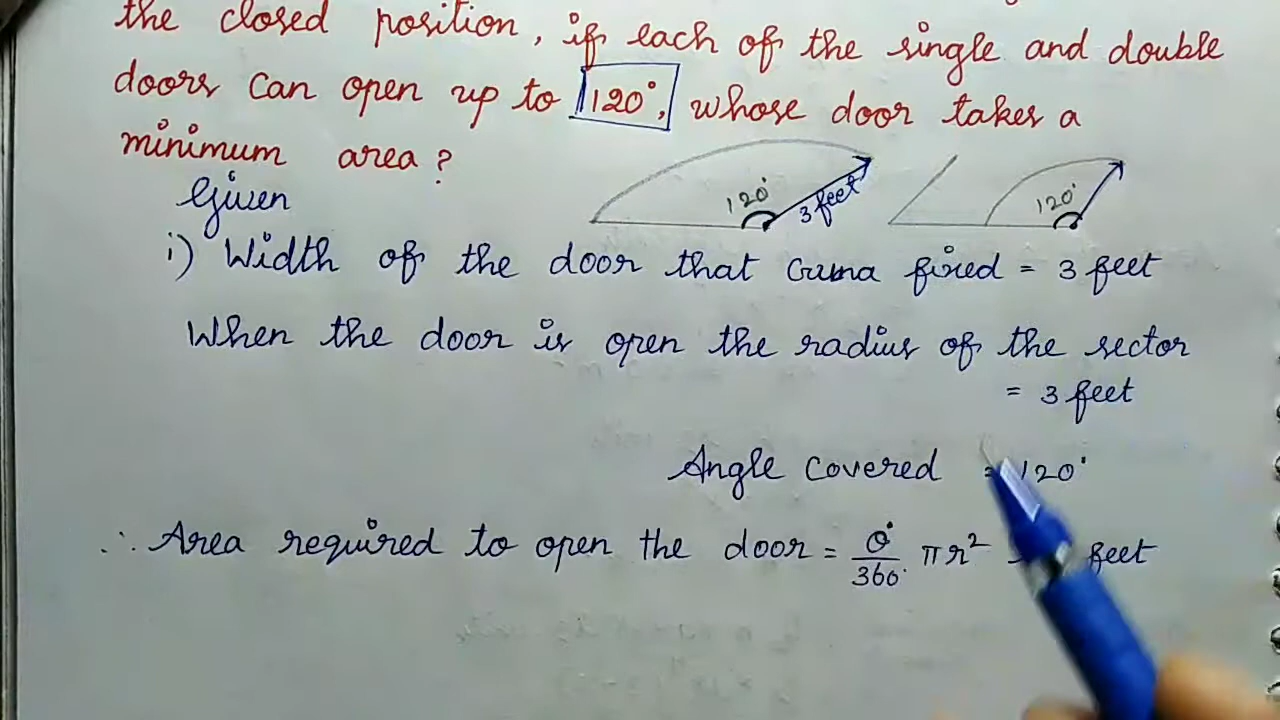 the closed position, if each of the single and double
doors can open up to 120°, whose door takes a
minimum area?
Given
120°
3 feet
120°
i) Width of the door that Guna fixed = 3 feet
When the door is open the radius of the sector
= 3 feet
Angle Covered = 120°
∴ Area required to open the door = θ°/360° πr² feet